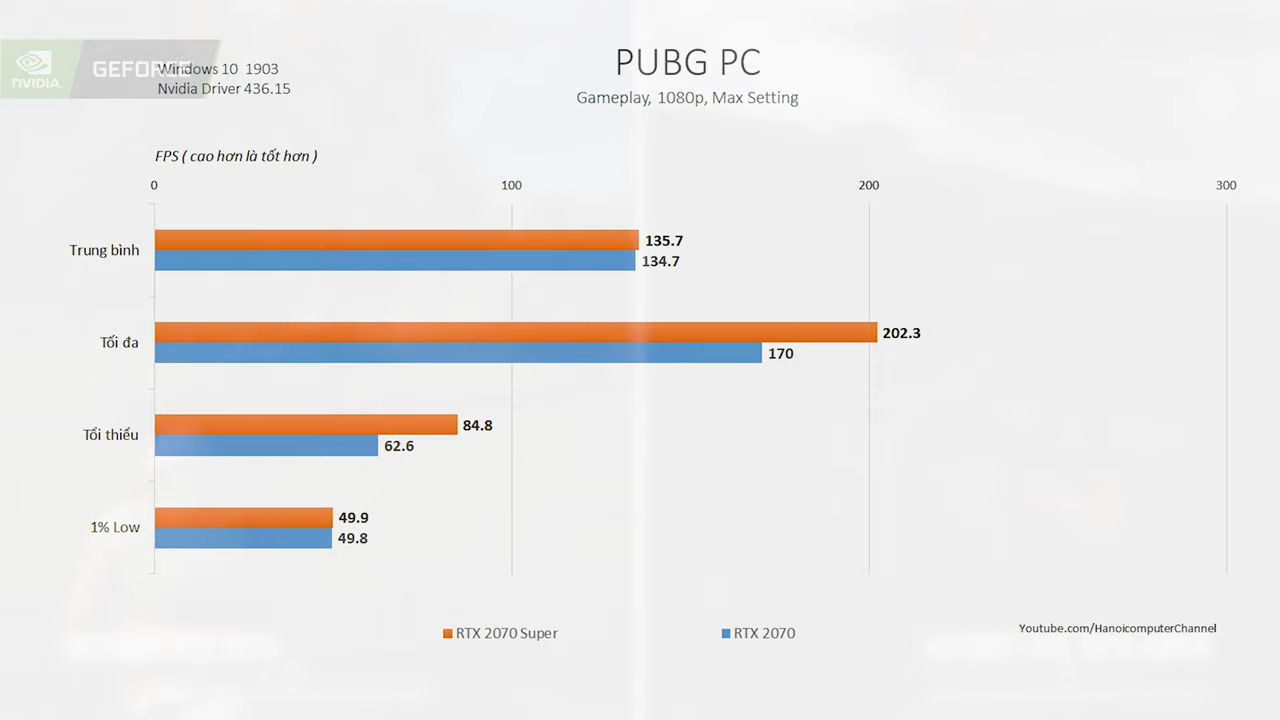 NVIDIA.
GEFORCE
Windows 10 1903
Nvidia Driver 436.15
PUBG PC
Gameplay, 1080p, Max Setting
FPS ( cao hơn là tốt hơn )
0 100 200 300
Trung bình 135.7
134.7
Tối đa 202.3
170
Tổi thiểu 84.8
62.6
1% Low 49.9
49.8
RTX 2070 Super RTX 2070
Youtube.com/HanoicomputerChannel